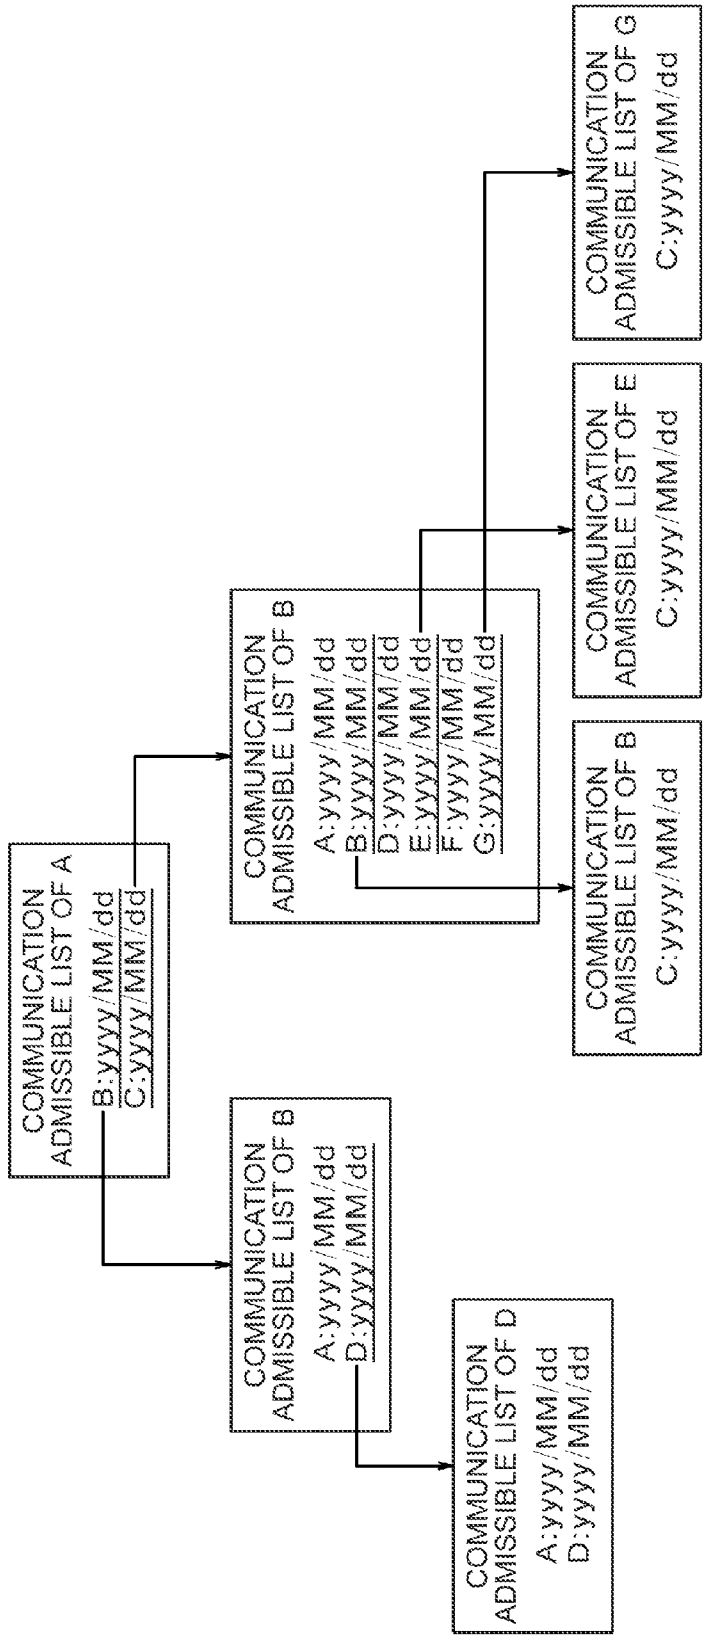 COMMUNICATION
ADMISSIBLE LIST OF A
B:yyyy/MM/dd
C:yyyy/MM/dd
COMMUNICATION
ADMISSIBLE LIST OF B
A:yyyy/MM/dd
D:yyyy/MM/dd
COMMUNICATION
ADMISSIBLE LIST OF B
A:yyyy/MM/dd
B:yyyy/MM/dd
D:yyyy/MM/dd
E:yyyy/MM/dd
F:yyyy/MM/dd
G:yyyy/MM/dd
COMMUNICATION
ADMISSIBLE LIST OF D
A:yyyy/MM/dd
D:yyyy/MM/dd
COMMUNICATION
ADMISSIBLE LIST OF B
C:yyyy/MM/dd
COMMUNICATION
ADMISSIBLE LIST OF E
C:yyyy/MM/dd
COMMUNICATION
ADMISSIBLE LIST OF G
C:yyyy/MM/dd